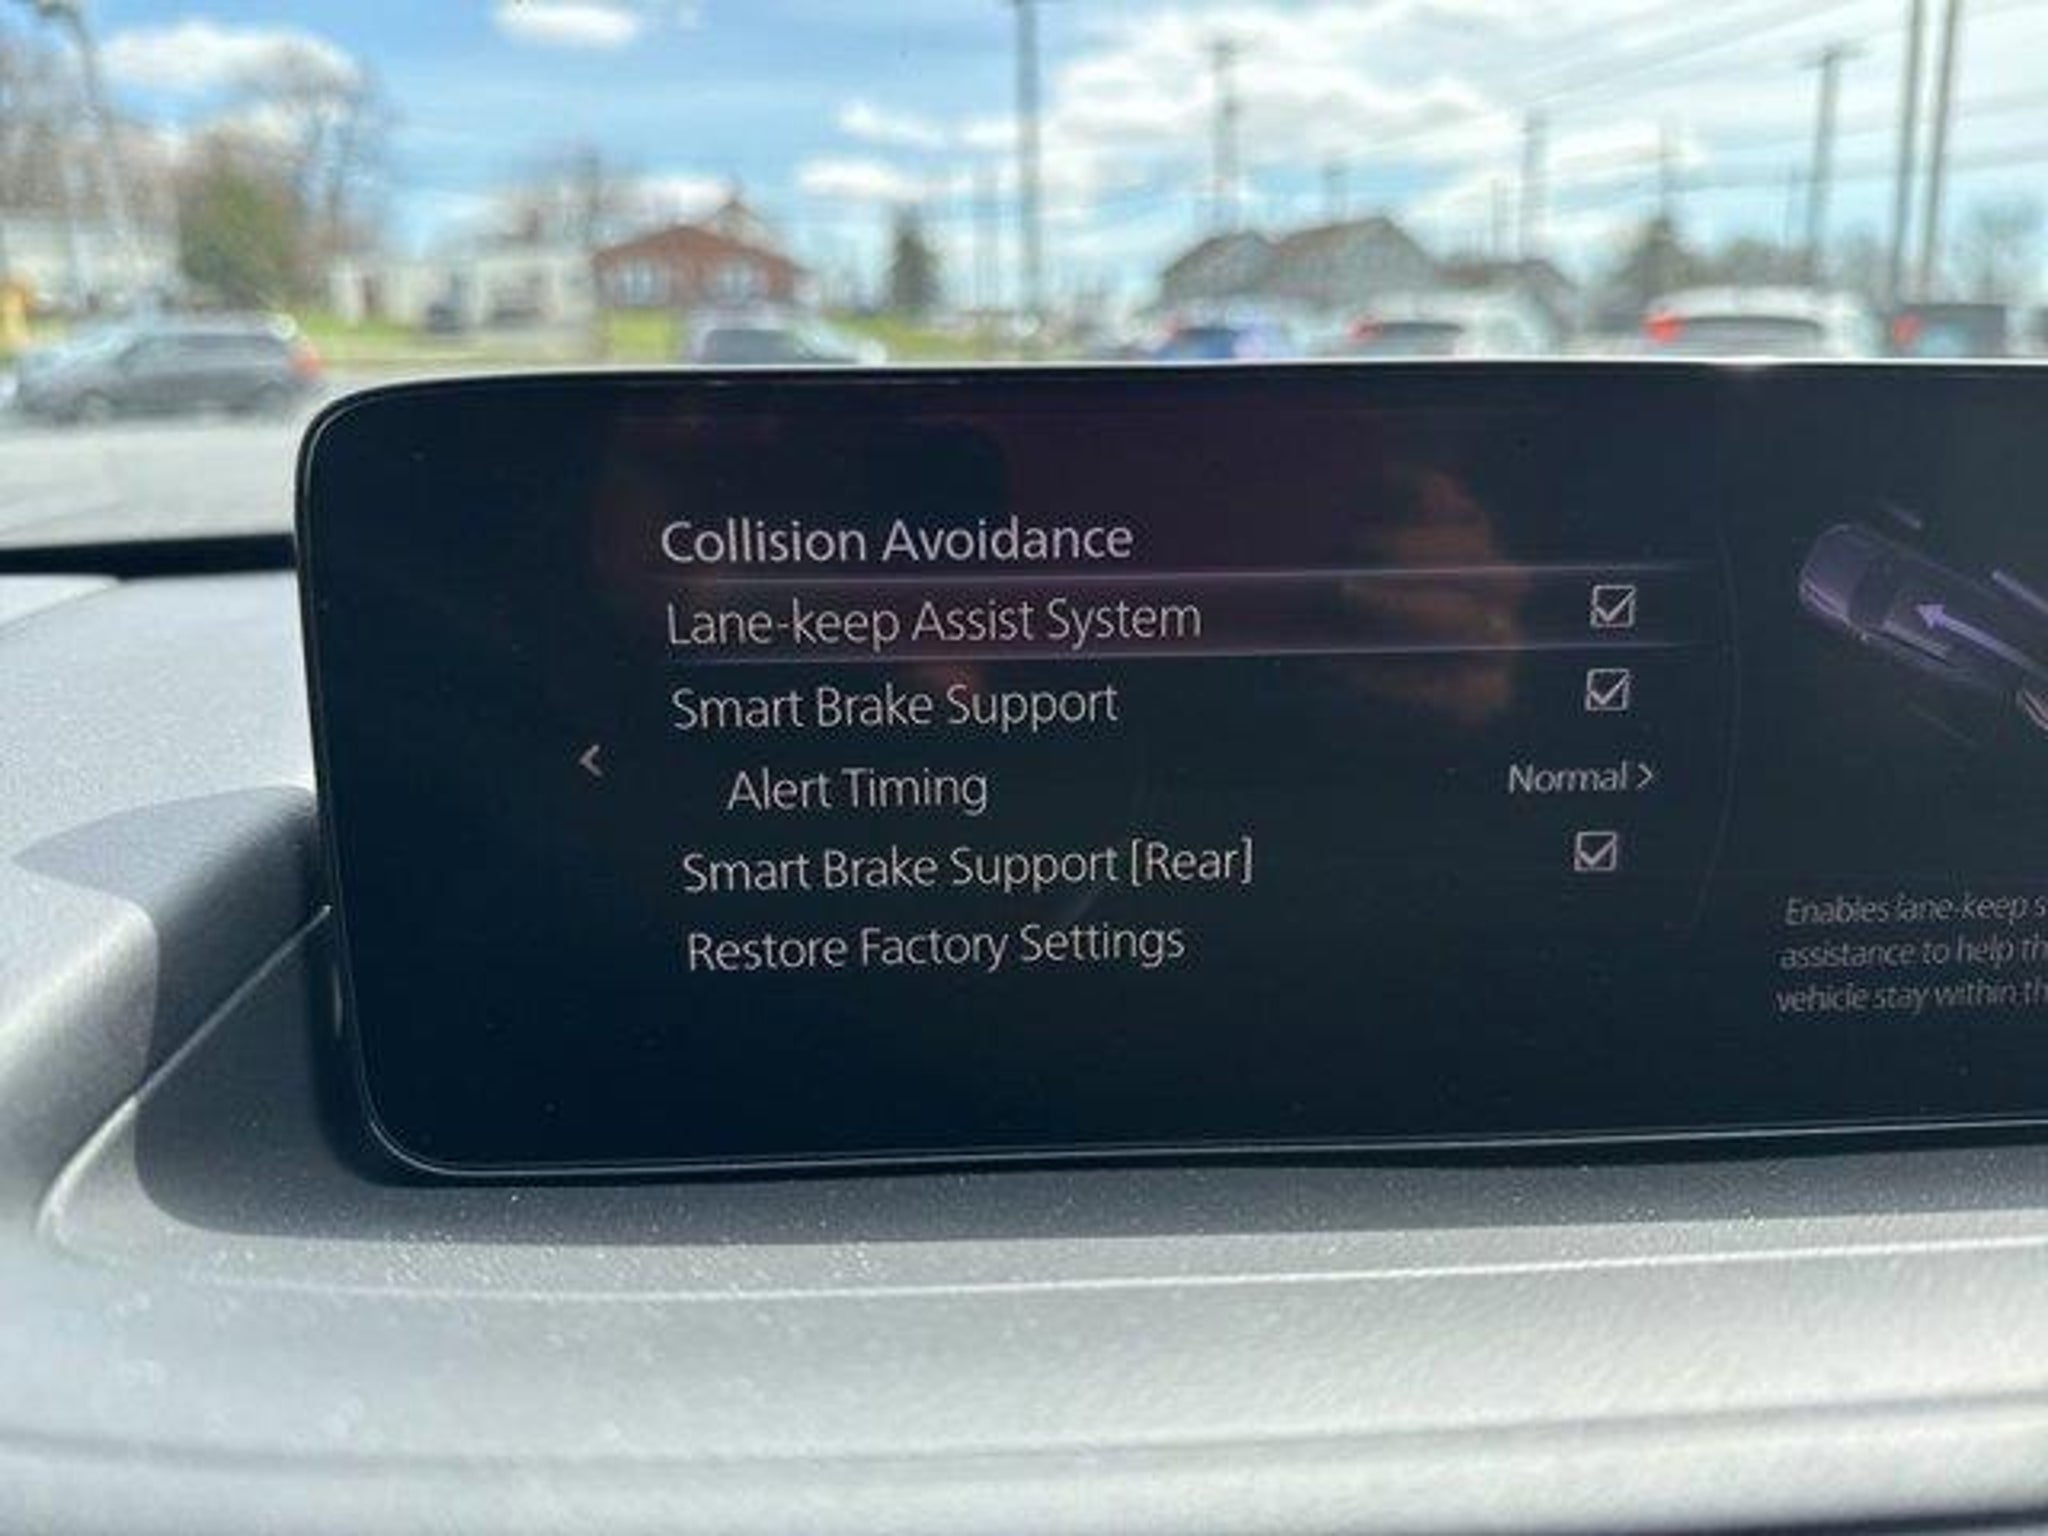 Collision Avoidance
Lane-keep Assist System
Smart Brake Support
Alert Timing Normal >
Smart Brake Support [Rear]
Restore Factory Settings
Enables lane-keep
assistance to help
vehicle stay within